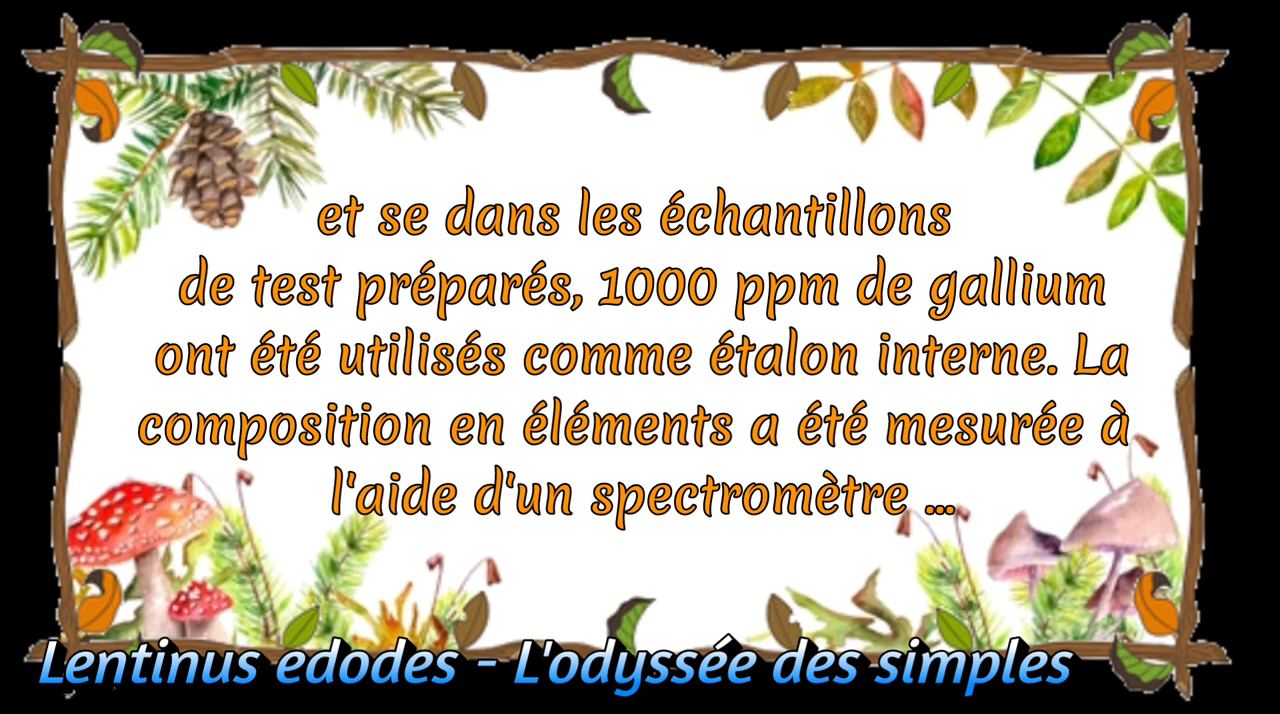 et se dans les échantillons
de test préparés, 1000 ppm de gallium
ont été utilisés comme étalon interne. La
composition en éléments a été mesurée à
l'aide d'un spectromètre ...
Lentinus edodes - L'odyssée des simples